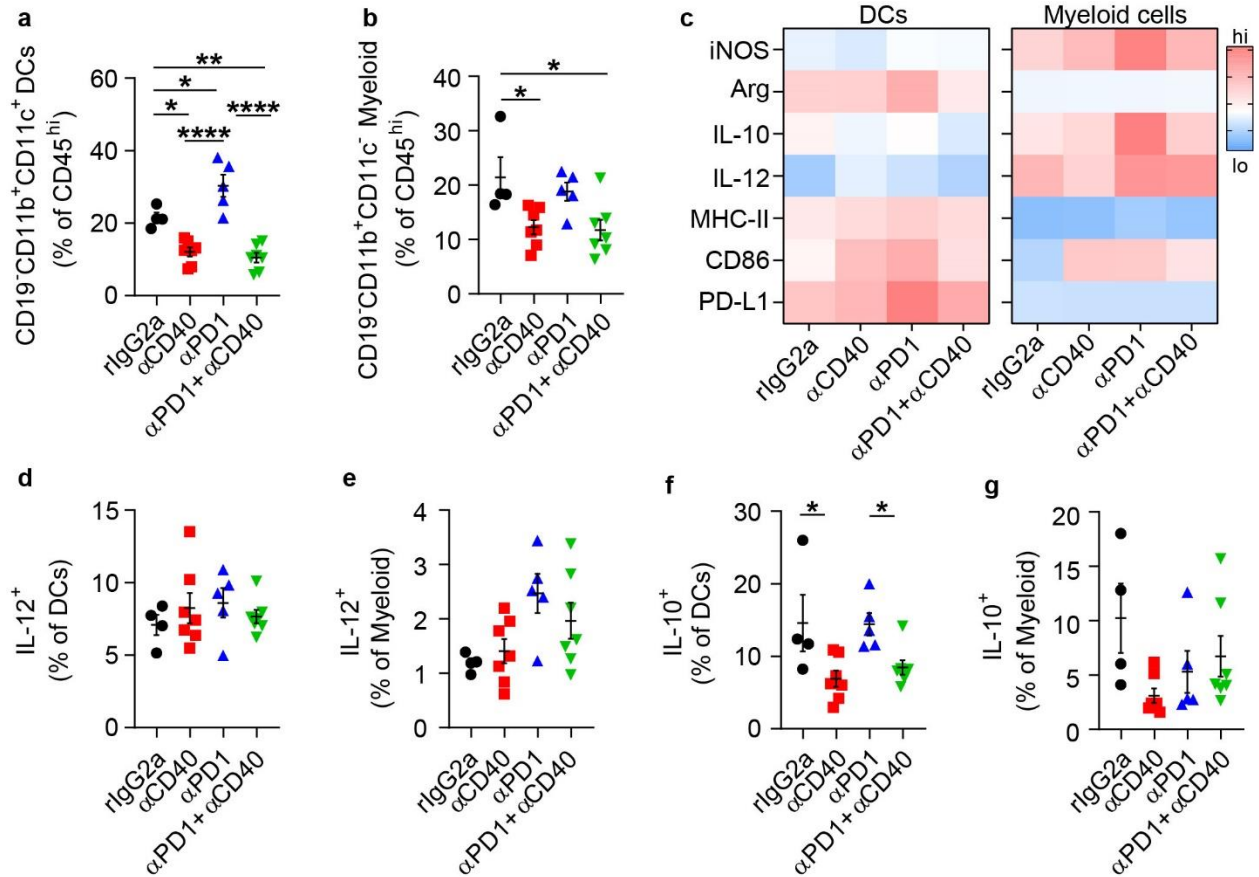 a
CD19⁻CD11b⁺CD11c⁺ DCs
(% of CD45ʰⁱ)
60
40
20
0
**
*
*
****
****
rIgG2a
αCD40
αPD1
αPD1+αCD40
b
CD19⁻CD11b⁺CD11c⁻ Myeloid
(% of CD45ʰⁱ)
40
30
20
10
0
*
*
rIgG2a
αCD40
αPD1
αPD1+αCD40
c
DCs
Myeloid cells
iNOS
Arg
IL-10
IL-12
MHC-II
CD86
PD-L1
hi
lo
rIgG2a
αCD40
αPD1
αPD1+αCD40
rIgG2a
αCD40
αPD1
αPD1+αCD40
d
IL-12⁺
(% of DCs)
15
10
5
0
rIgG2a
αCD40
αPD1
αPD1+αCD40
e
IL-12⁺
(% of Myeloid)
4
3
2
1
0
rIgG2a
αCD40
αPD1
αPD1+αCD40
f
IL-10⁺
(% of DCs)
30
20
10
0
*
*
rIgG2a
αCD40
αPD1
αPD1+αCD40
g
IL-10⁺
(% of Myeloid)
20
15
10
5
0
rIgG2a
αCD40
αPD1
αPD1+αCD40